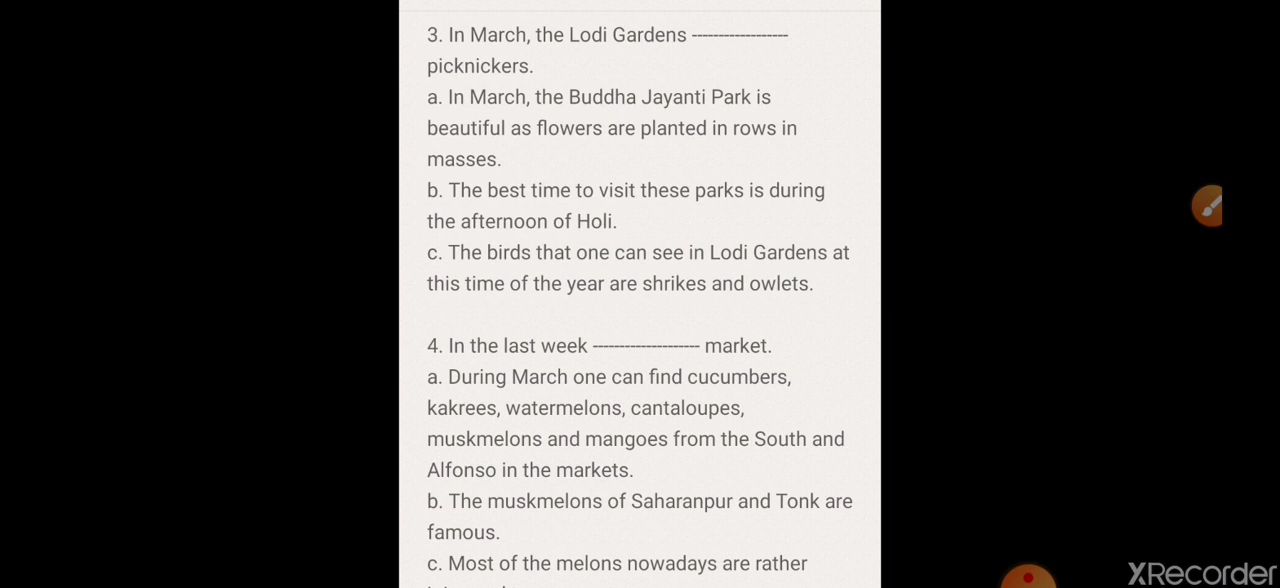 3. In March, the Lodi Gardens ------------------
picknickers.
a. In March, the Buddha Jayanti Park is
beautiful as flowers are planted in rows in
masses.
b. The best time to visit these parks is during
the afternoon of Holi.
c. The birds that one can see in Lodi Gardens at
this time of the year are shrikes and owlets.
4. In the last week -------------------- market.
a. During March one can find cucumbers,
kakrees, watermelons, cantaloupes,
muskmelons and mangoes from the South and
Alfonso in the markets.
b. The muskmelons of Saharanpur and Tonk are
famous.
c. Most of the melons nowadays are rather
XRecorder